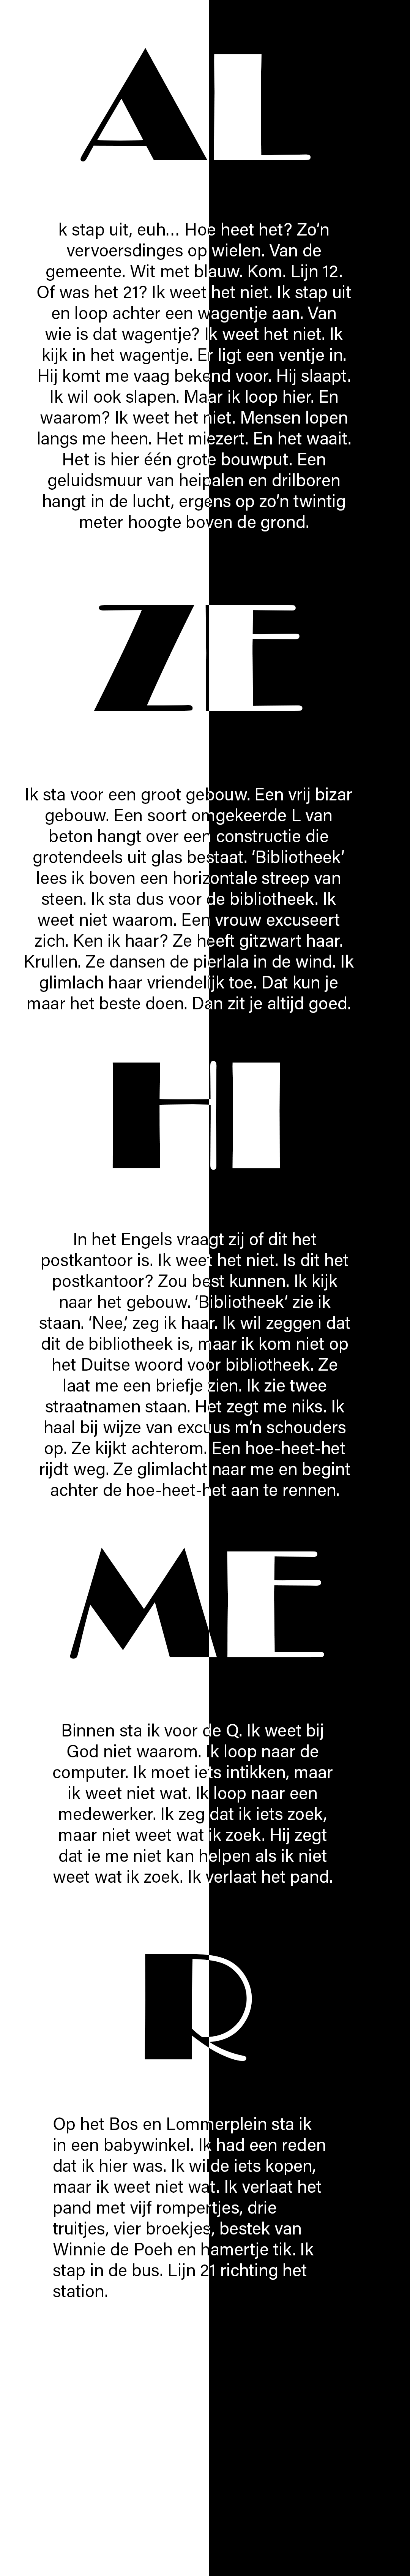 AL
k stap uit, euh... Hoe heet het? Zo’n
vervoersdinges op wielen. Van de
gemeente. Wit met blauw. Kom. Lijn 12.
Of was het 21? Ik weet het niet. Ik stap uit
en loop achter een wagentje aan. Van
wie is dat wagentje? Ik weet het niet. Ik
kijk in het wagentje. Er ligt een ventje in.
Hij komt me vaag bekend voor. Hij slaapt.
Ik wil ook slapen. Maar ik loop hier. En
waarom? Ik weet het niet. Mensen lopen
langs me heen. Het miezert. En het waait.
Het is hier één grote bouwput. Een
geluidsmuur van heipalen en drilboren
hangt in de lucht, ergens op zo’n twintig
meter hoogte boven de grond.
ZE
Ik sta voor een groot gebouw. Een vrij bizar
gebouw. Een soort omgekeerde L van
beton hangt over een constructie die
grotendeels uit glas bestaat. ‘Bibliotheek’
lees ik boven een horizontale streep van
steen. Ik sta dus voor de bibliotheek. Ik
weet niet waarom. Een vrouw excuseert
zich. Ken ik haar? Ze heeft gitzwart haar.
Krullen. Ze dansen de pierlala in de wind. Ik
glimlach haar vriendelijk toe. Dat kun je
maar het beste doen. Dan zit je altijd goed.
HI
In het Engels vraagt zij of dit het
postkantoor is. Ik weet het niet. Is dit het
postkantoor? Zou best kunnen. Ik kijk
naar het gebouw. ‘Bibliotheek’ zie ik
staan. ‘Nee,’ zeg ik haar. Ik wil zeggen dat
dit de bibliotheek is, maar ik kom niet op
het Duitse woord voor bibliotheek. Ze
laat me een briefje zien. Ik zie twee
straatnamen staan. Het zegt me niks. Ik
haal bij wijze van excuus m’n schouders
op. Ze kijkt achterom. Een hoe-heet-het
rijdt weg. Ze glimlacht naar me en begint
achter de hoe-heet-het aan te rennen.
ME
Binnen sta ik voor de Q. Ik weet bij
God niet waarom. Ik loop naar de
computer. Ik moet iets intikken, maar
ik weet niet wat. Ik loop naar een
medewerker. Ik zeg dat ik iets zoek,
maar niet weet wat ik zoek. Hij zegt
dat ie me niet kan helpen als ik niet
weet wat ik zoek. Ik verlaat het pand.
R
Op het Bos en Lommerplein sta ik
in een babywinkel. Ik had een reden
dat ik hier was. Ik wilde iets kopen,
maar ik weet niet wat. Ik verlaat het
pand met vijf rompertjes, drie
truitjes, vier broekjes, bestek van
Winnie de Poeh en hamertje tik. Ik
stap in de bus. Lijn 21 richting het
station.